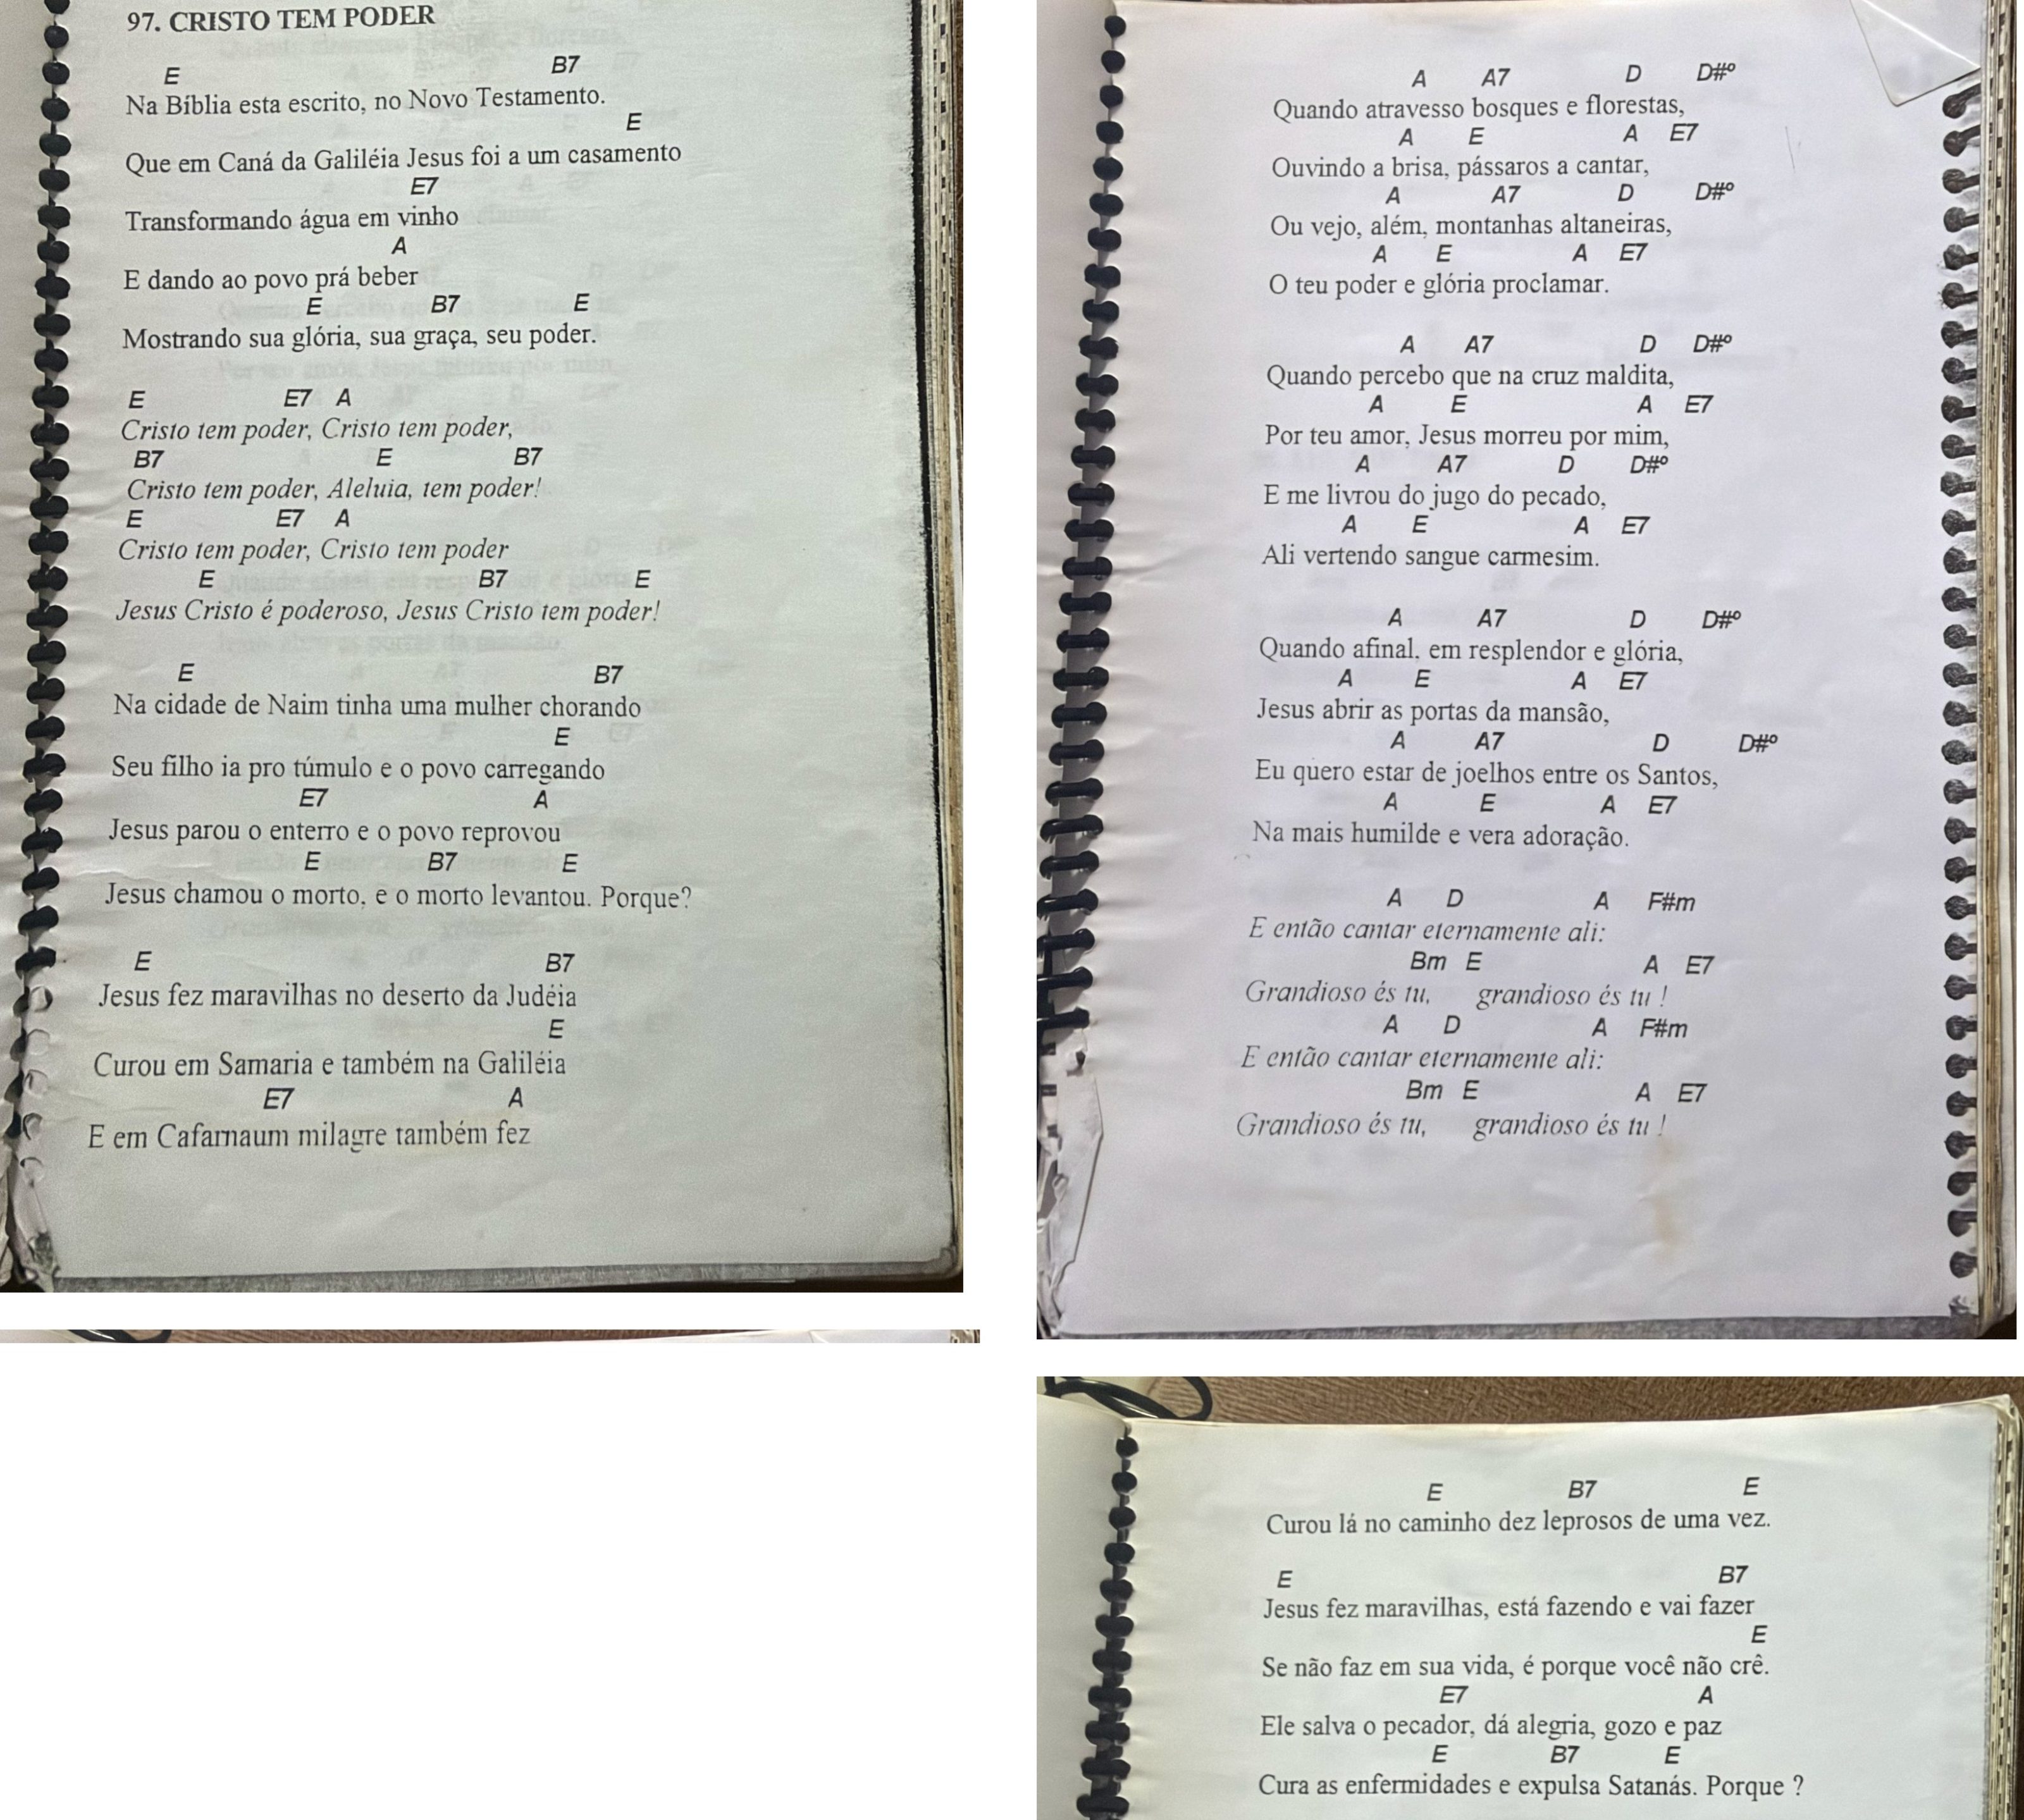 97. CRISTO TEM PODER
E B7
Na Bíblia esta escrito, no Novo Testamento.
E
Que em Caná da Galiléia Jesus foi a um casamento
E7
Transformando água em vinho
A
E dando ao povo prá beber
E B7 E
Mostrando sua glória, sua graça, seu poder.
E E7 A
Cristo tem poder, Cristo tem poder,
B7 E B7
Cristo tem poder, Aleluia, tem poder!
E E7 A
Cristo tem poder, Cristo tem poder
E B7 E
Jesus Cristo é poderoso, Jesus Cristo tem poder!
E B7
Na cidade de Naim tinha uma mulher chorando
E
Seu filho ia pro túmulo e o povo carregando
E7 A
Jesus parou o enterro e o povo reprovou
E B7 E
Jesus chamou o morto, e o morto levantou. Porque?
E B7
Jesus fez maravilhas no deserto da Judéia
E
Curou em Samaria e também na Galiléia
E7 A
E em Cafarnaum milagre também fez
A A7 D D#º
Quando atravesso bosques e florestas,
A E A E7
Ouvindo a brisa, pássaros a cantar,
A A7 D D#º
Ou vejo, além, montanhas altaneiras,
A E A E7
O teu poder e glória proclamar.
A A7 D D#º
Quando percebo que na cruz maldita,
A E A E7
Por teu amor, Jesus morreu por mim,
A A7 D D#º
E me livrou do jugo do pecado,
A E A E7
Ali vertendo sangue carmesim.
A A7 D D#º
Quando afinal, em resplendor e glória,
A E A E7
Jesus abrir as portas da mansão,
A A7 D D#º
Eu quero estar de joelhos entre os Santos,
A E A E7
Na mais humilde e vera adoração.
A D A F#m
E então cantar eternamente ali:
Bm E A E7
Grandioso és tu, grandioso és tu !
A D A F#m
E então cantar eternamente ali:
Bm E A E7
Grandioso és tu, grandioso és tu !
E B7 E
Curou lá no caminho dez leprosos de uma vez.
E B7
Jesus fez maravilhas, está fazendo e vai fazer
E
Se não faz em sua vida, é porque você não crê.
E7 A
Ele salva o pecador, dá alegria, gozo e paz
E B7 E
Cura as enfermidades e expulsa Satanás. Porque ?